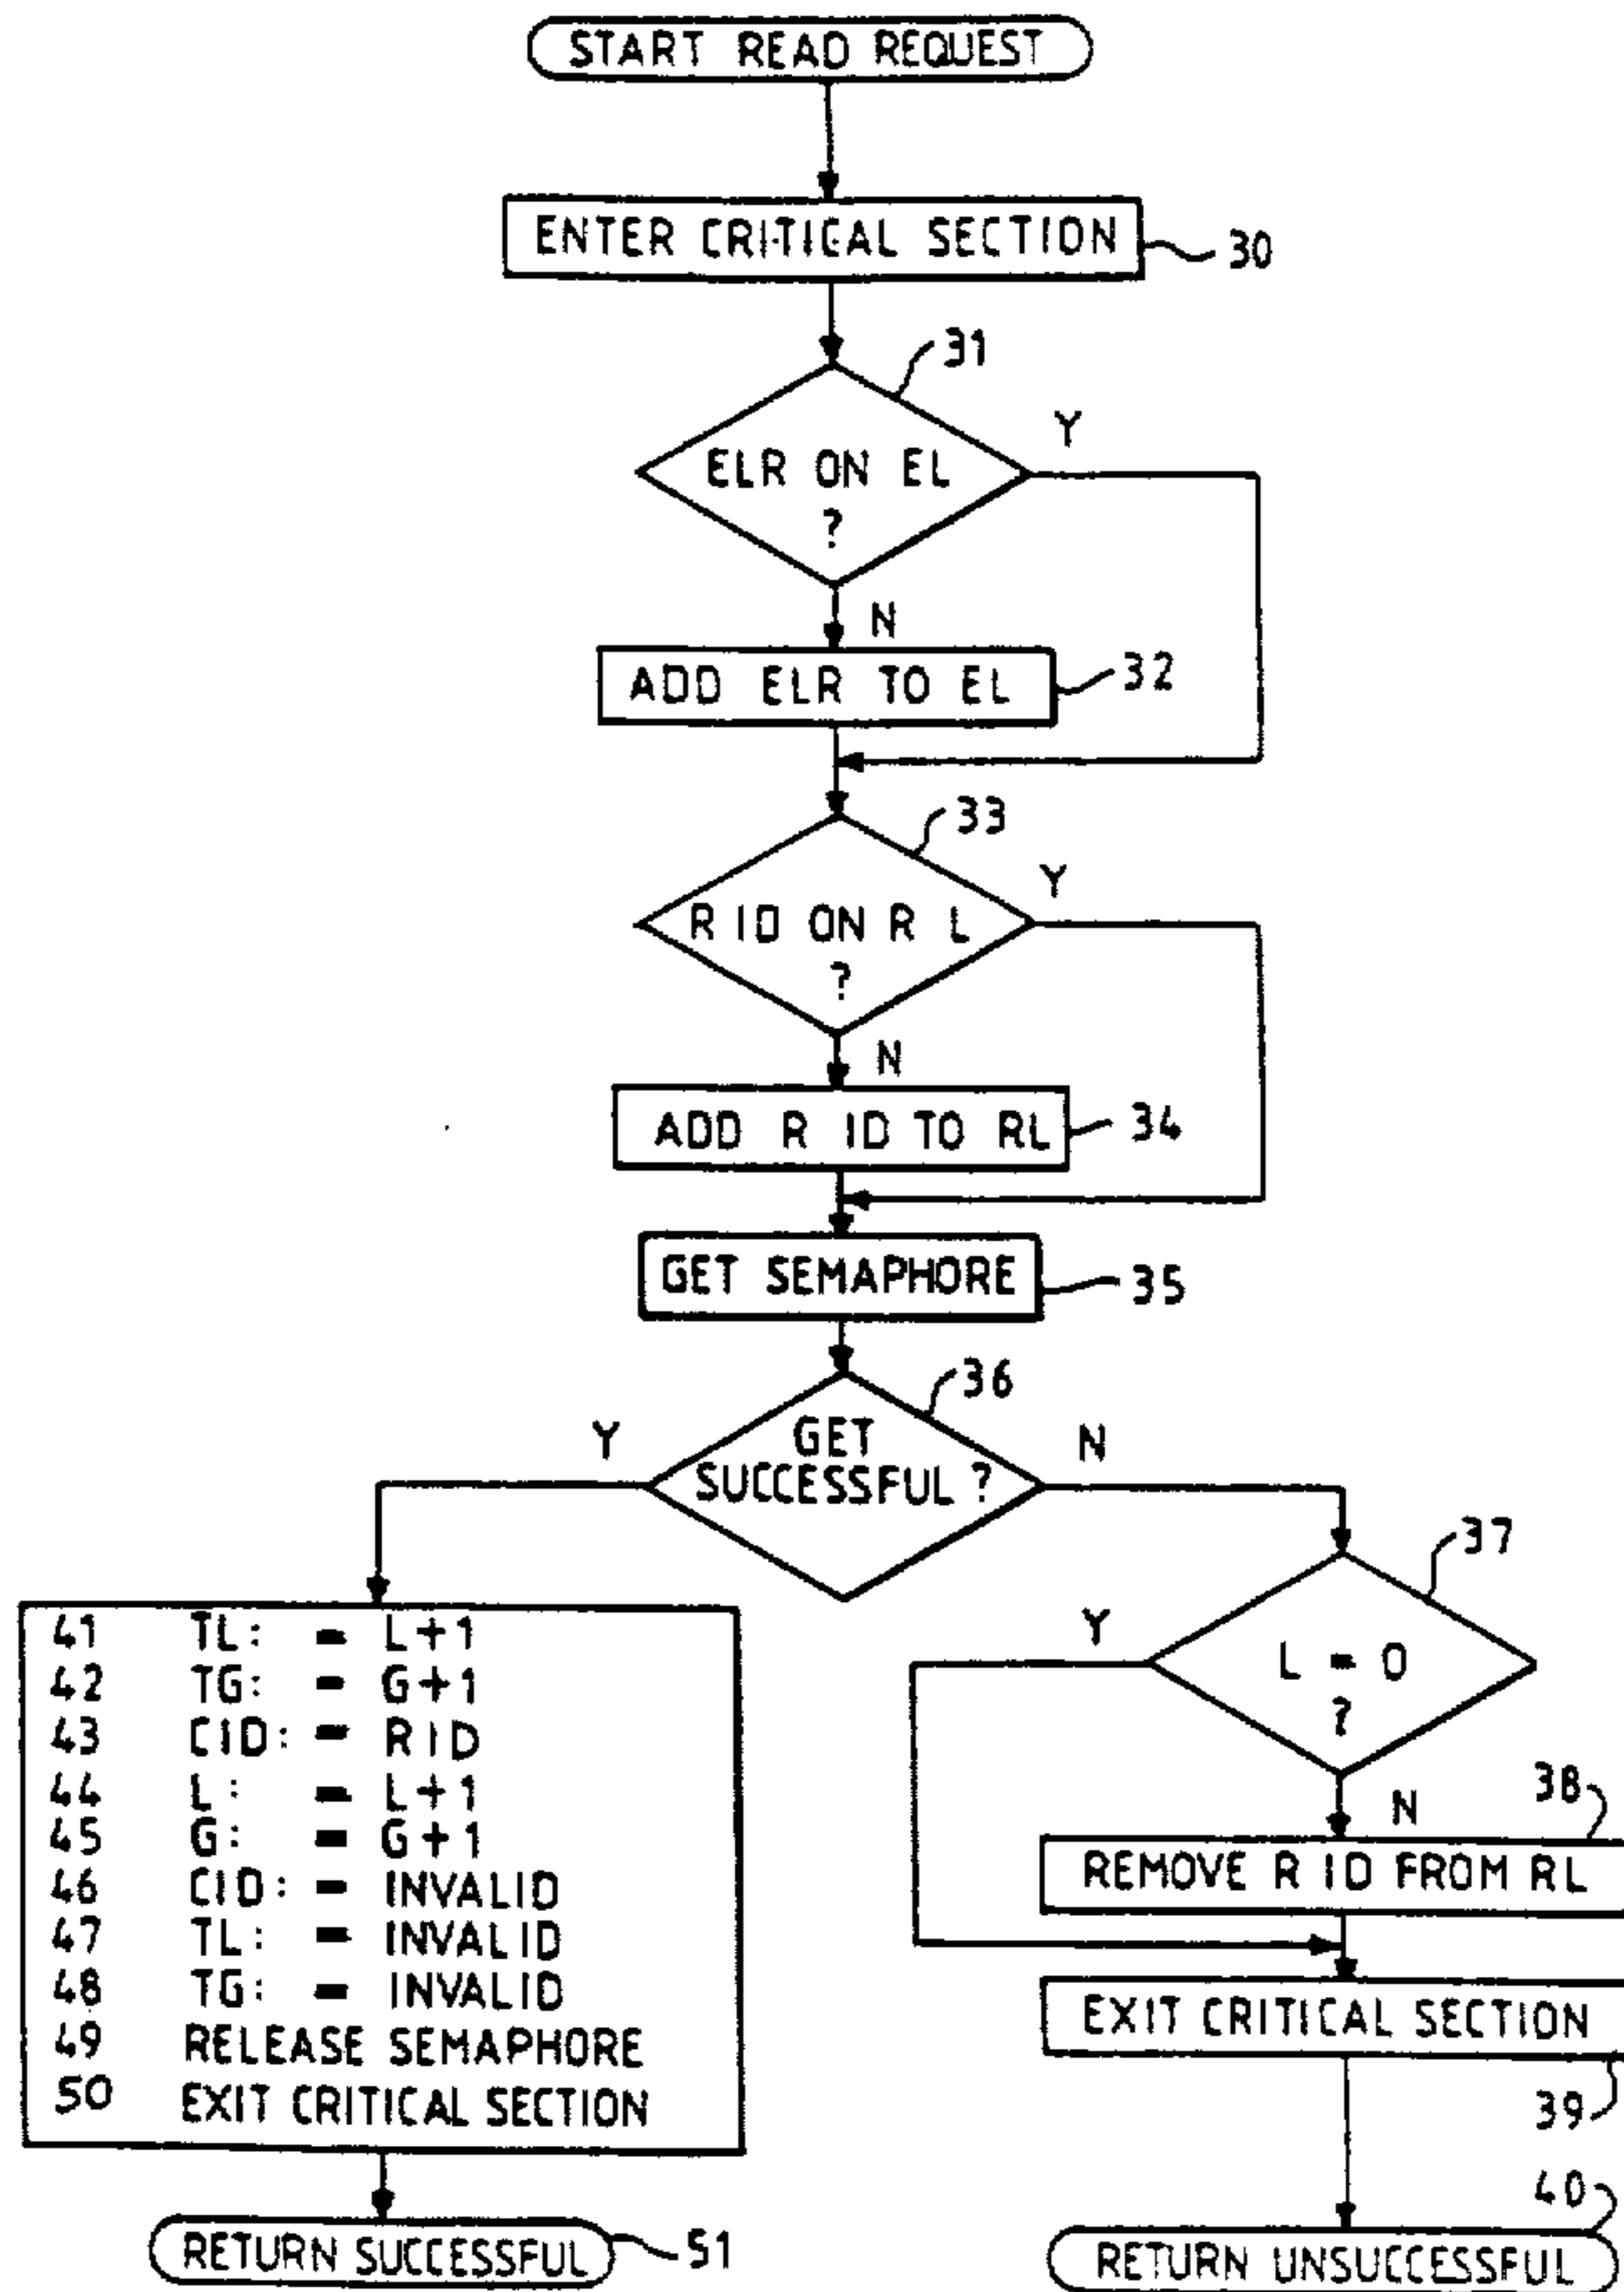 START READ REQUEST
ENTER CRITICAL SECTION
30
31
ELR ON EL
?
Y
N
ADD ELR TO EL
32
33
R ID ON R L
?
Y
N
ADD R ID TO RL
34
GET SEMAPHORE
35
36
GET
SUCCESSFUL ?
Y
N
37
L = 0
?
Y
N
38
REMOVE R ID FROM RL
EXIT CRITICAL SECTION
39
40
RETURN UNSUCCESSFUL
41 TL: = L+1
42 TG: = G+1
43 CID: = RID
44 L: = L+1
45 G: = G+1
46 CID: = INVALID
47 TL: = INVALID
48 TG: = INVALID
49 RELEASE SEMAPHORE
50 EXIT CRITICAL SECTION
RETURN SUCCESSFUL
51